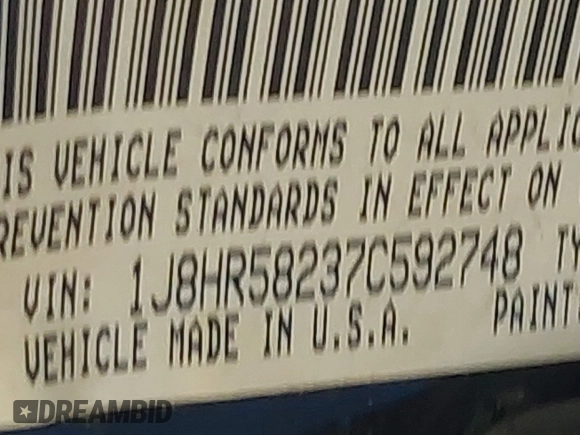 IS VEHICLE CONFORMS TO ALL APPLIC
REVENTION STANDARDS IN EFFECT ON
VIN: 1J8HR58237C592748 TY
VEHICLE MADE IN U.S.A. PAINT
DREAMBID